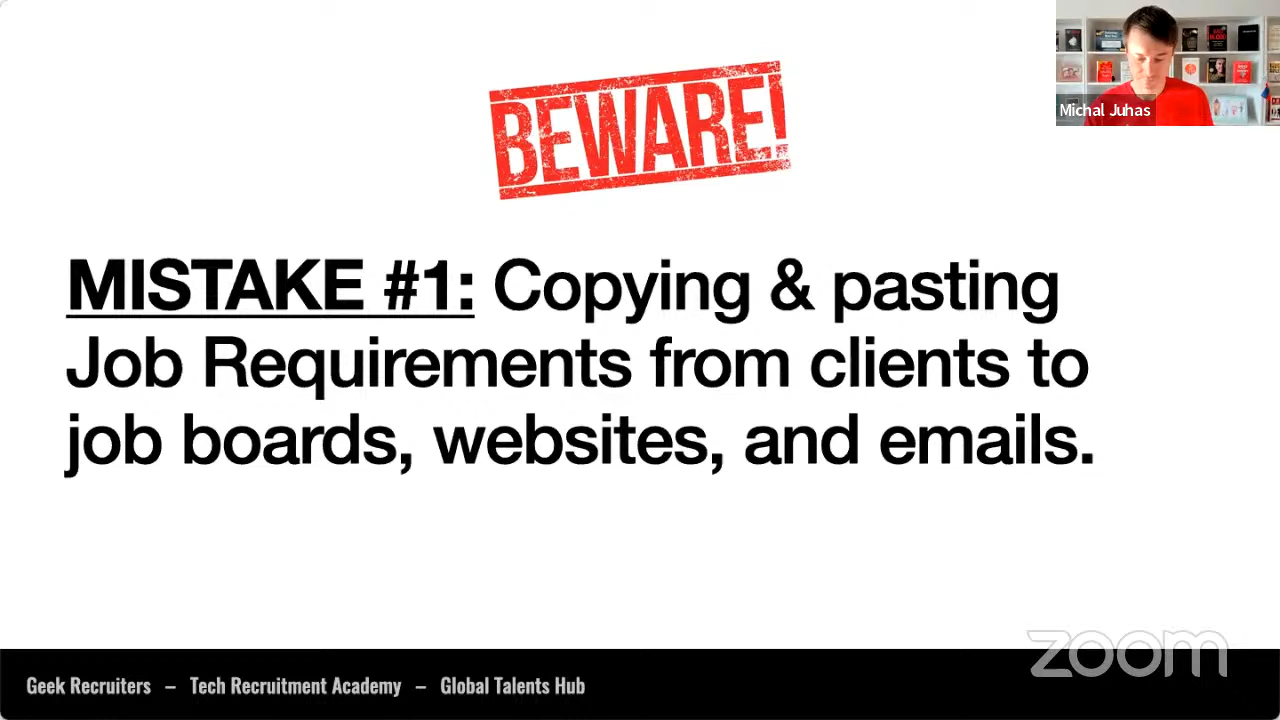 BEWARE!
Michal Juhas
MISTAKE #1: Copying & pasting
Job Requirements from clients to
job boards, websites, and emails.
zoom
Geek Recruiters – Tech Recruitment Academy – Global Talents Hub